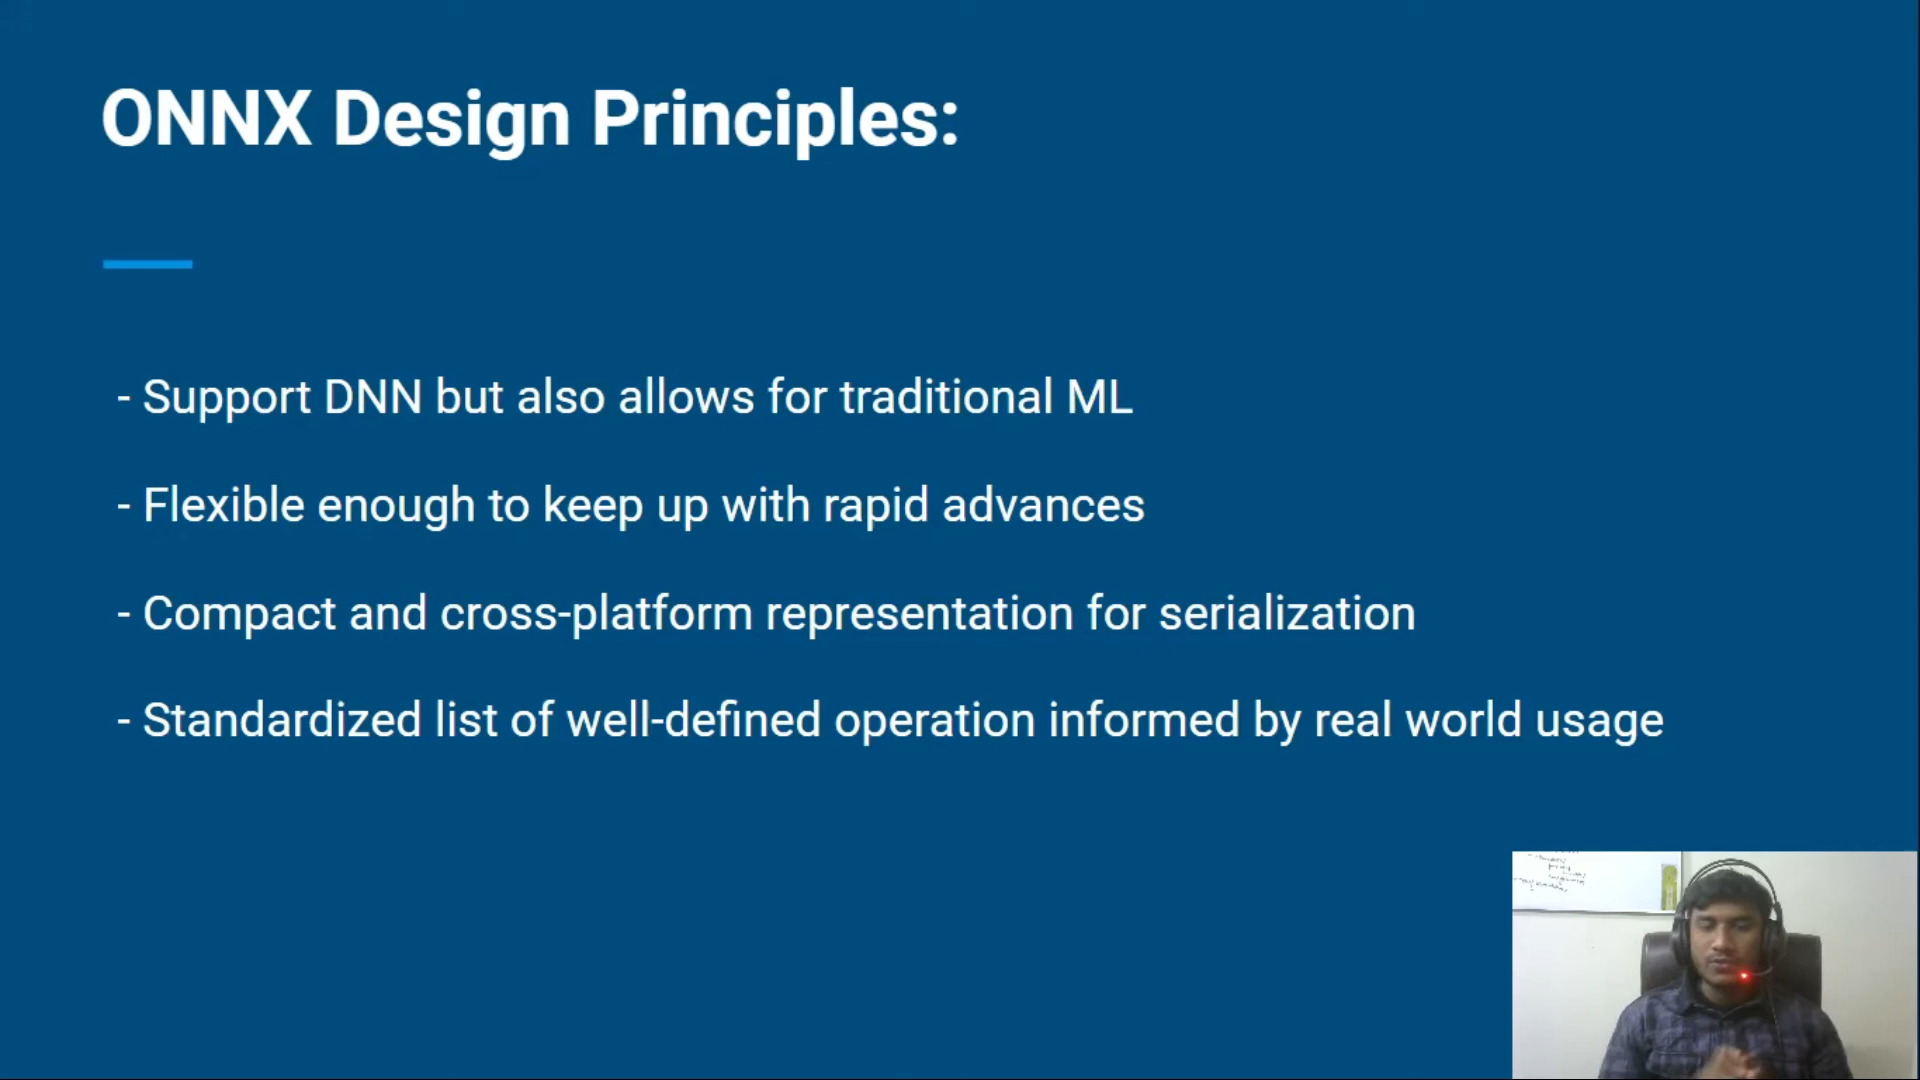 ONNX Design Principles:
- Support DNN but also allows for traditional ML
- Flexible enough to keep up with rapid advances
- Compact and cross-platform representation for serialization
- Standardized list of well-defined operation informed by real world usage